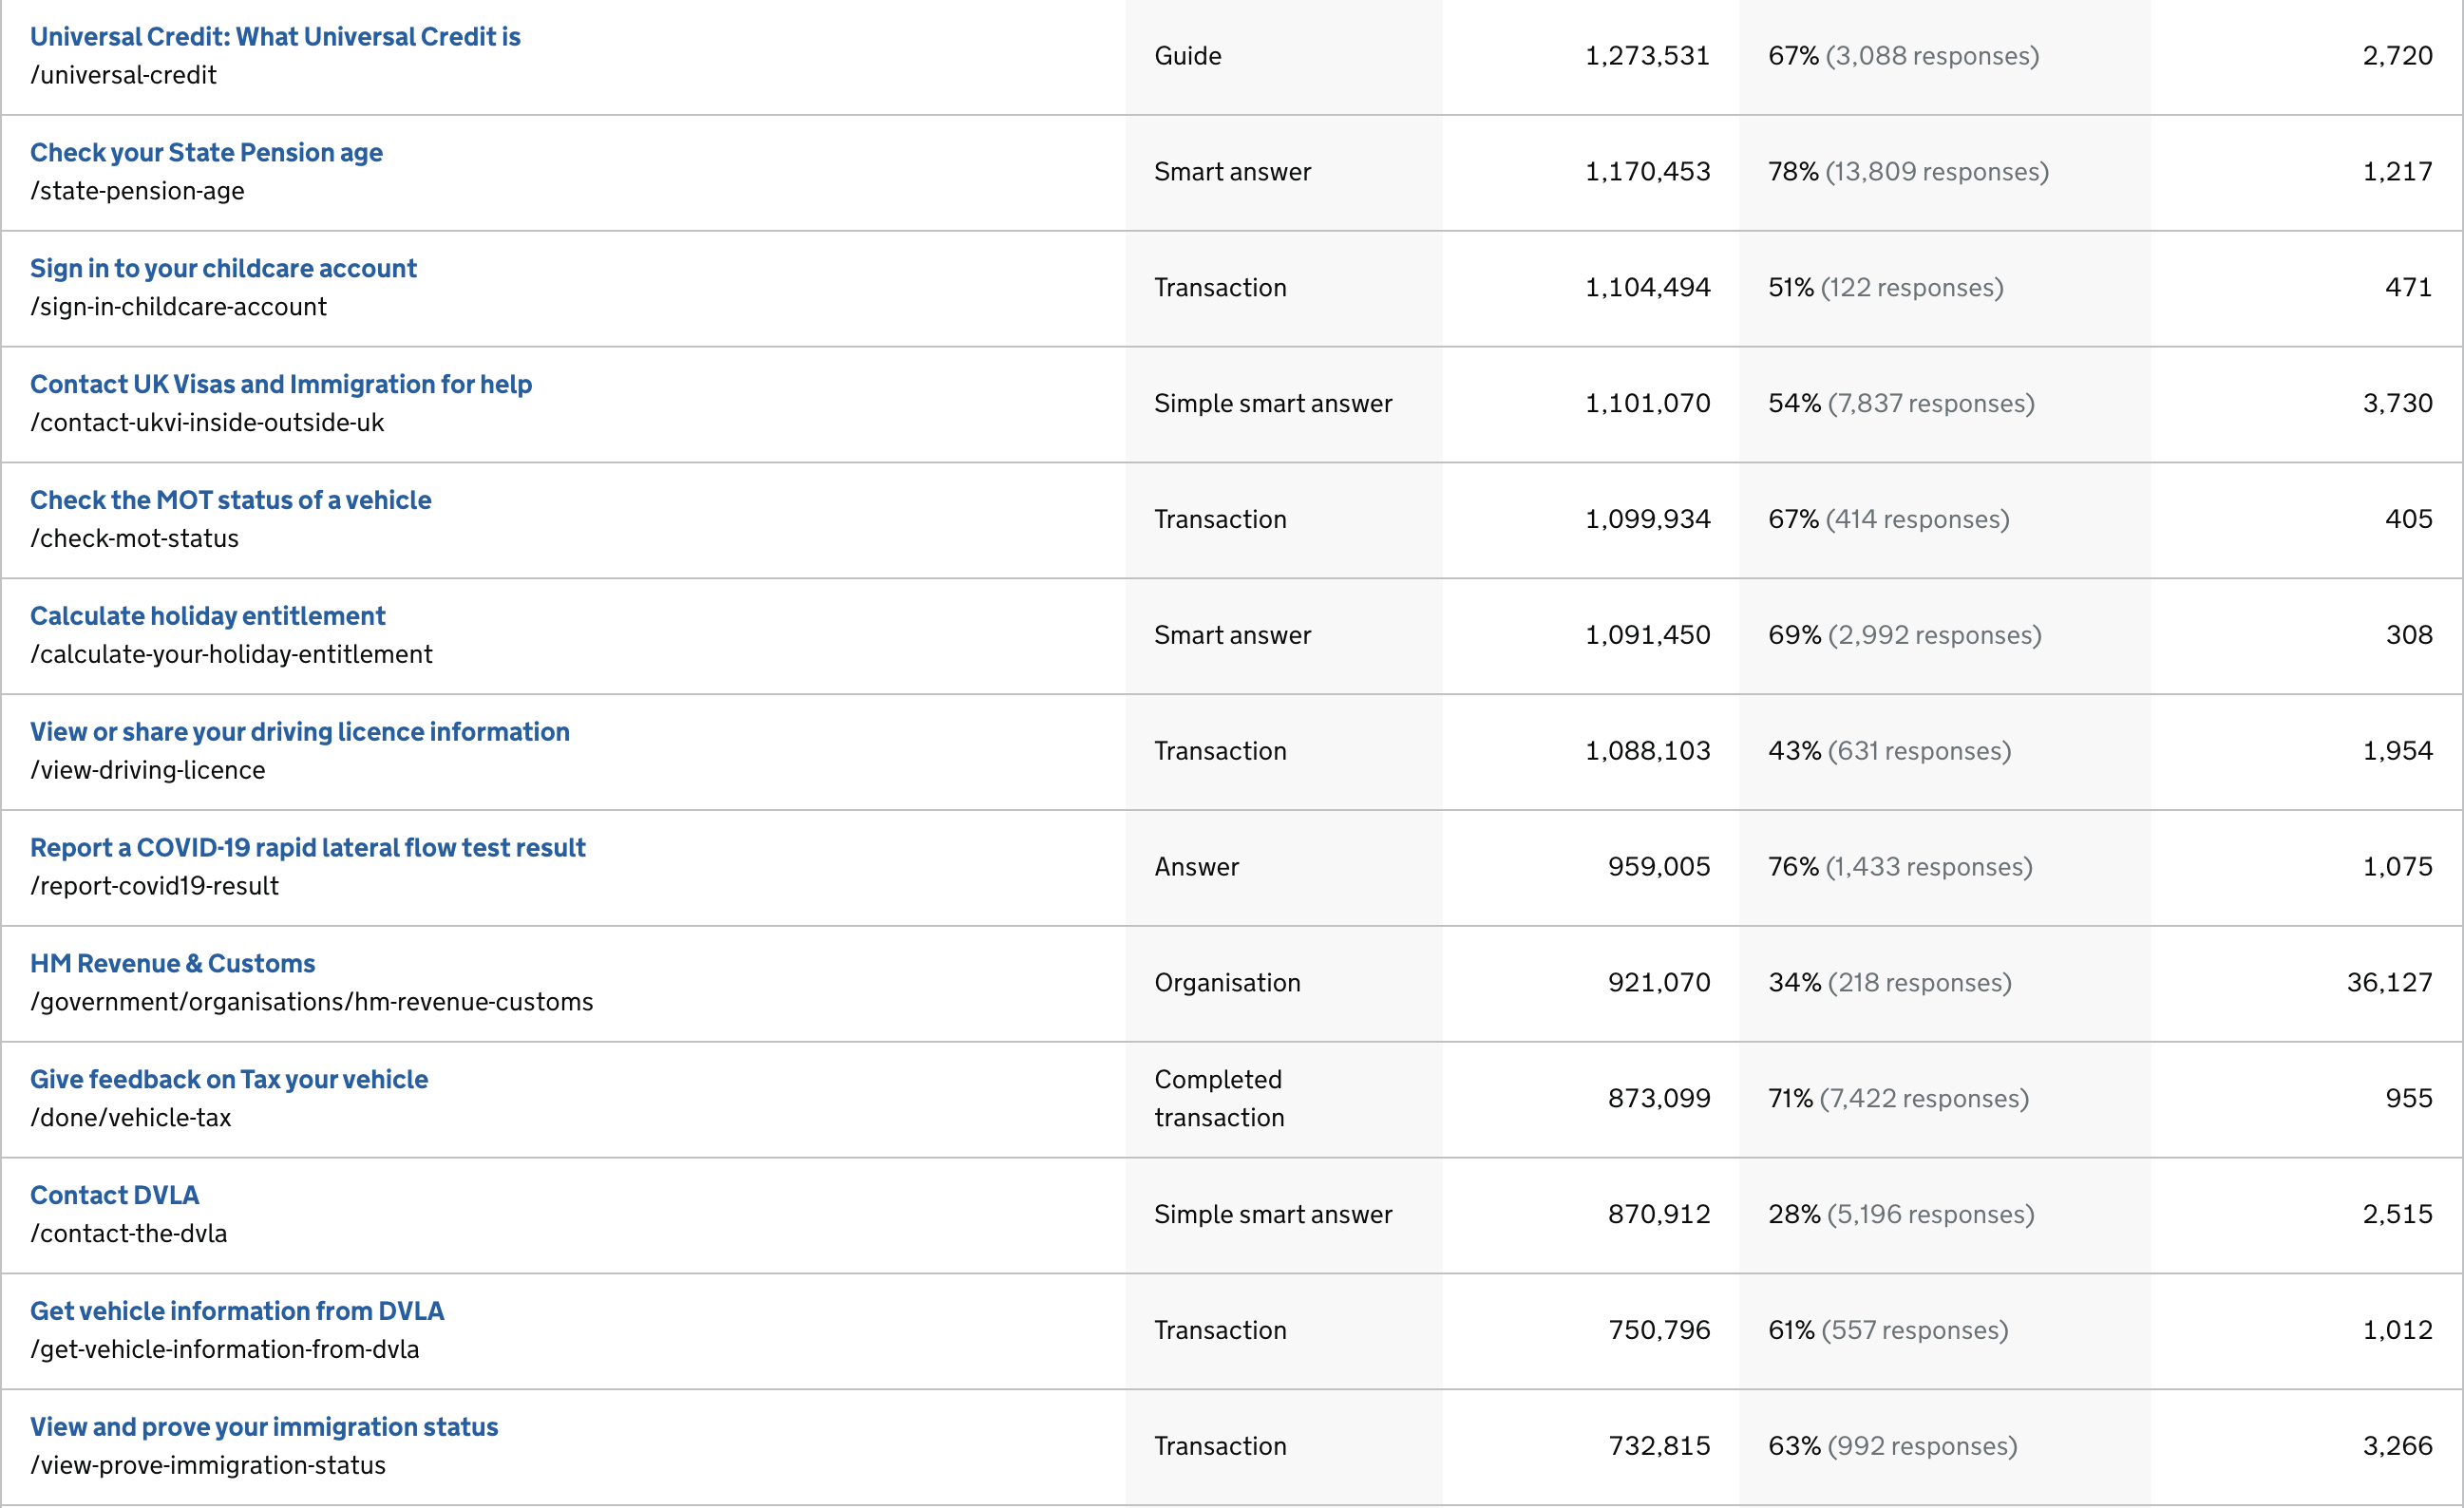 Universal Credit: What Universal Credit is
/universal-credit
Guide
1,273,531
67% (3,088 responses)
2,720
Check your State Pension age
/state-pension-age
Smart answer
1,170,453
78% (13,809 responses)
1,217
Sign in to your childcare account
/sign-in-childcare-account
Transaction
1,104,494
51% (122 responses)
471
Contact UK Visas and Immigration for help
/contact-ukvi-inside-outside-uk
Simple smart answer
1,101,070
54% (7,837 responses)
3,730
Check the MOT status of a vehicle
/check-mot-status
Transaction
1,099,934
67% (414 responses)
405
Calculate holiday entitlement
/calculate-your-holiday-entitlement
Smart answer
1,091,450
69% (2,992 responses)
308
View or share your driving licence information
/view-driving-licence
Transaction
1,088,103
43% (631 responses)
1,954
Report a COVID-19 rapid lateral flow test result
/report-covid19-result
Answer
959,005
76% (1,433 responses)
1,075
HM Revenue & Customs
/government/organisations/hm-revenue-customs
Organisation
921,070
34% (218 responses)
36,127
Give feedback on Tax your vehicle
/done/vehicle-tax
Completed
transaction
873,099
71% (7,422 responses)
955
Contact DVLA
/contact-the-dvla
Simple smart answer
870,912
28% (5,196 responses)
2,515
Get vehicle information from DVLA
/get-vehicle-information-from-dvla
Transaction
750,796
61% (557 responses)
1,012
View and prove your immigration status
/view-prove-immigration-status
Transaction
732,815
63% (992 responses)
3,266